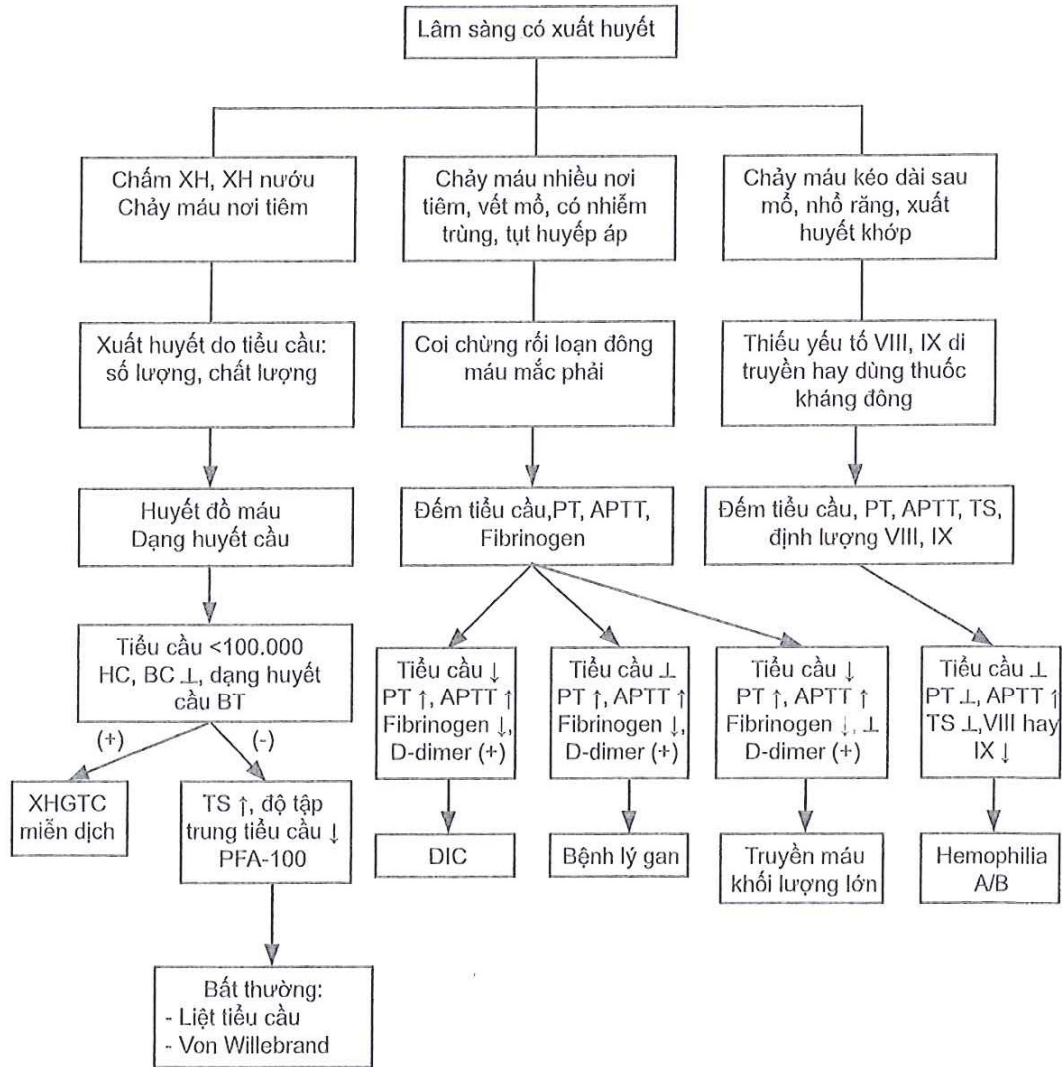 Lâm sàng có xuất huyết
Chấm XH, XH nướu
Chảy máu nơi tiêm
Chảy máu nhiều nơi
tiêm, vết mổ, có nhiễm
trùng, tụt huyếp áp
Chảy máu kéo dài sau
mổ, nhổ răng, xuất
huyết khớp
Xuất huyết do tiểu cầu:
số lượng, chất lượng
Coi chừng rối loạn đông
máu mắc phải
Thiếu yếu tố VIII, IX di
truyền hay dùng thuốc
kháng đông
Huyết đồ máu
Dạng huyết cầu
Đếm tiểu cầu,PT, APTT,
Fibrinogen
Đếm tiểu cầu, PT, APTT, TS,
định lượng VIII, IX
Tiểu cầu <100.000
HC, BC ⊥, dạng huyết
cầu BT
Tiểu cầu ↓
PT ↑, APTT ↑
Fibrinogen ↓,
D-dimer (+)
Tiểu cầu ⊥
PT ↑, APTT ↑
Fibrinogen ↓,
D-dimer (+)
Tiểu cầu ↓
PT ↑, APTT ↑
Fibrinogen ↓, ⊥
D-dimer (+)
Tiểu cầu ⊥
PT ⊥, APTT ↑
TS ⊥,VIII hay
IX ↓
(+)
(-)
XHGTC
miễn dịch
TS ↑, độ tập
trung tiểu cầu ↓
PFA-100
DIC
Bệnh lý gan
Truyền máu
khối lượng lớn
Hemophilia
A/B
Bất thường:
- Liệt tiểu cầu
- Von Willebrand